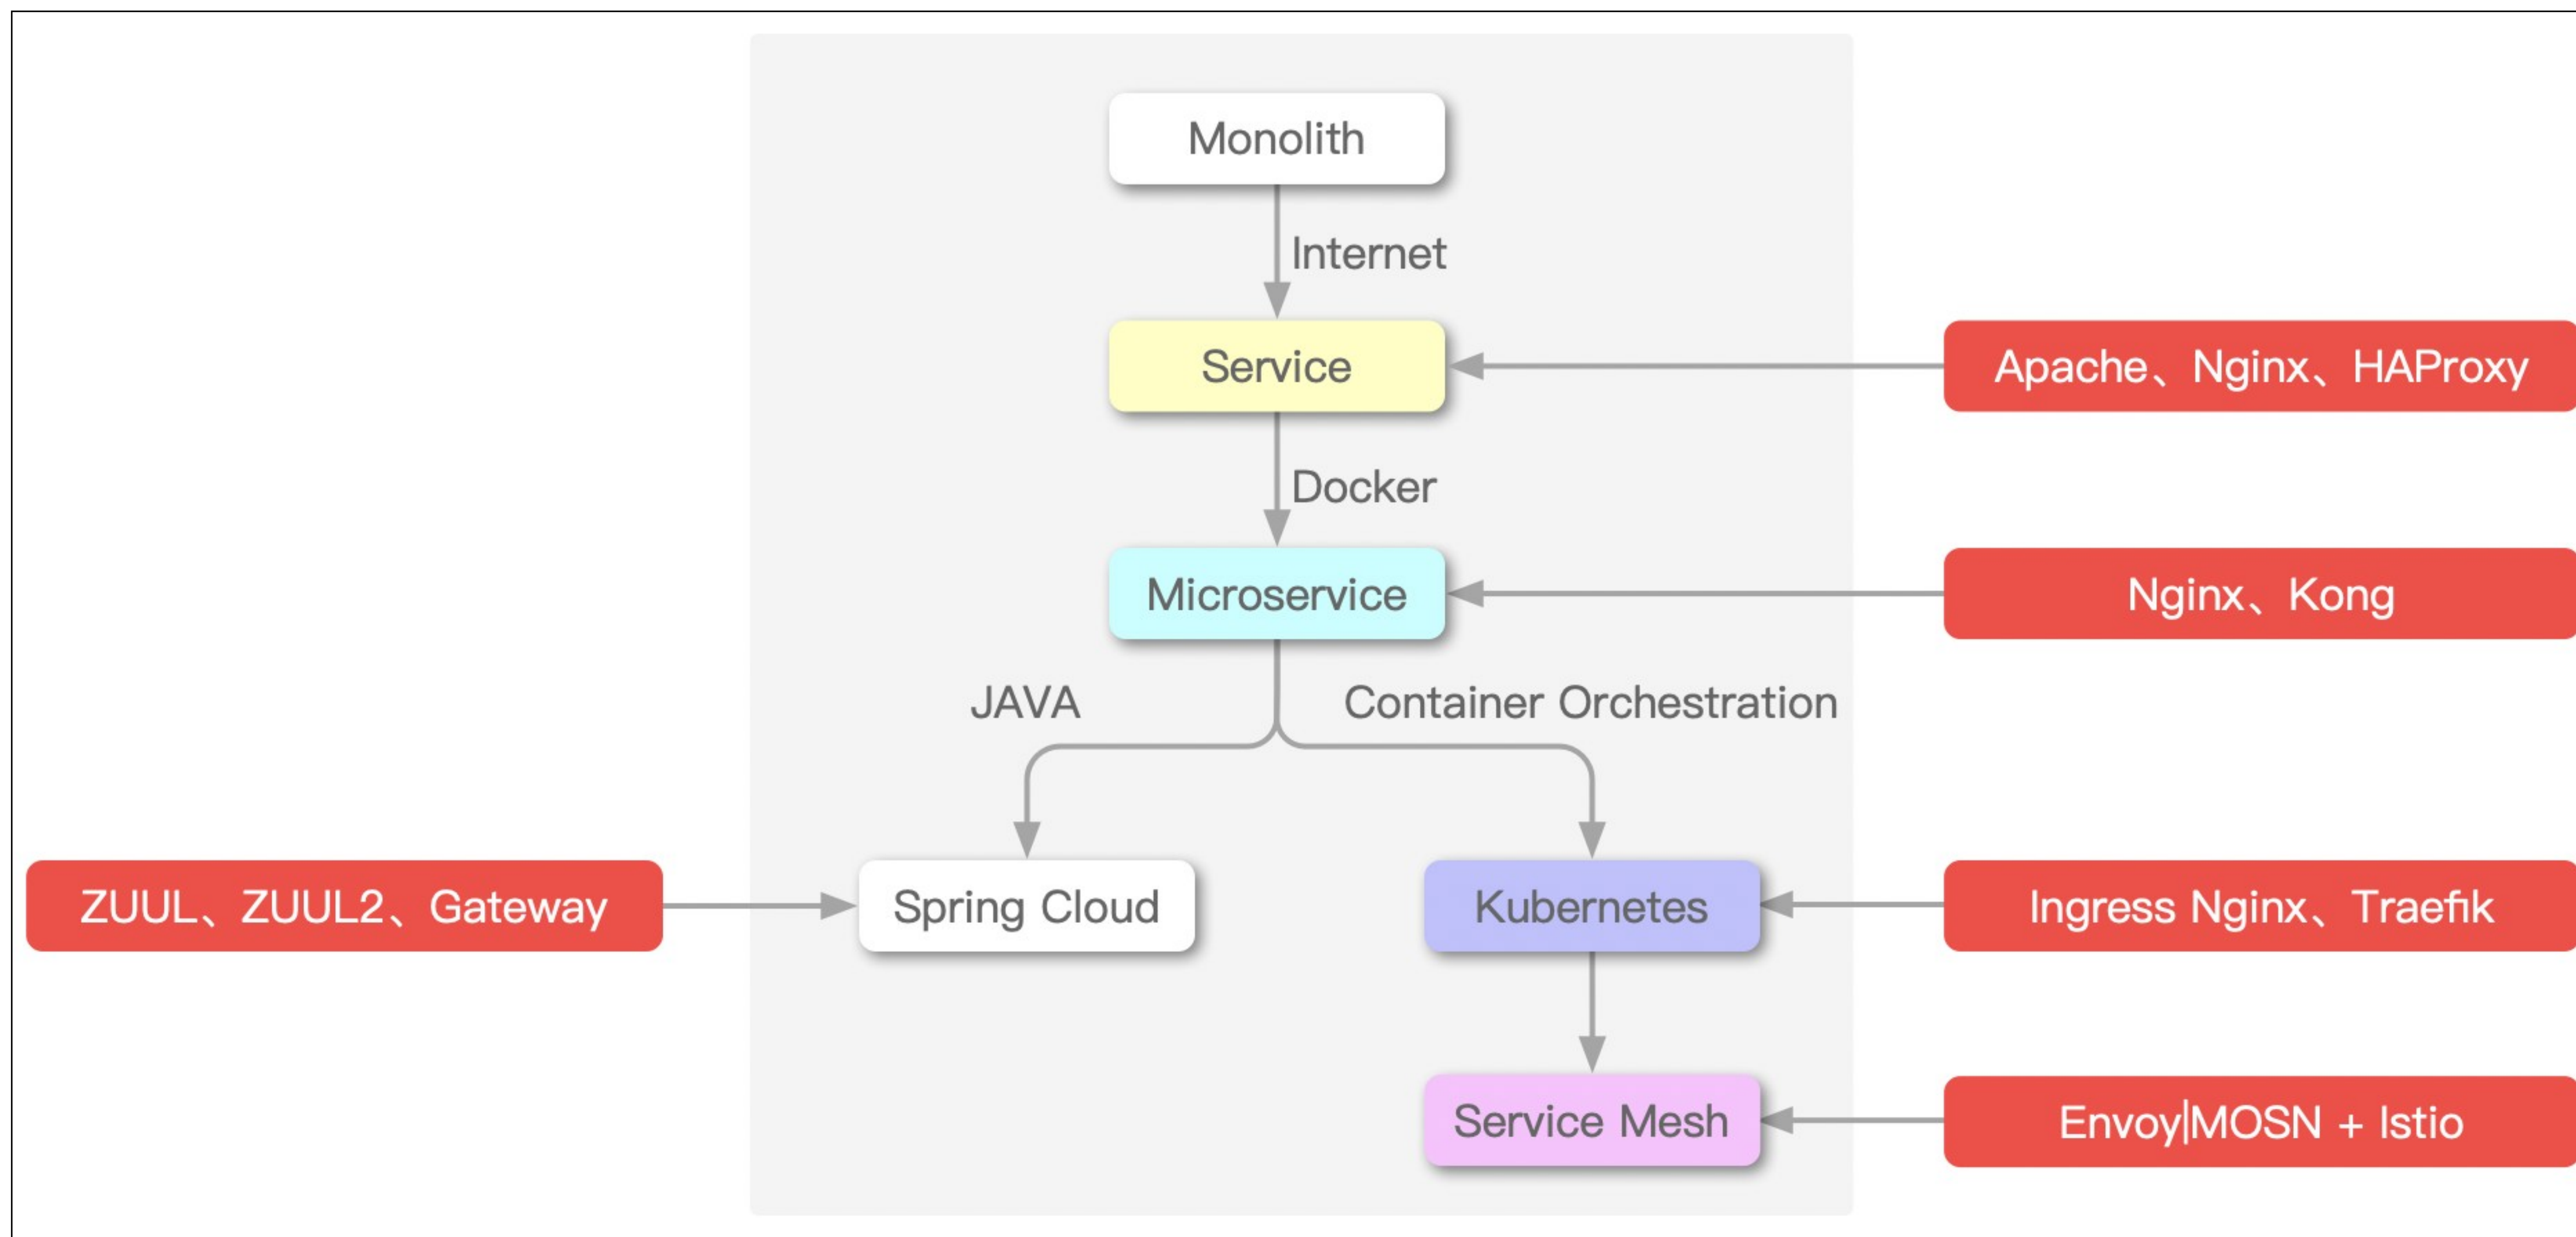 Monolith
Internet
Service
Apache、Nginx、HAProxy
Docker
Microservice
Nginx、Kong
JAVA
Container Orchestration
ZUUL、ZUUL2、Gateway
Spring Cloud
Kubernetes
Ingress Nginx、Traefik
Service Mesh
Envoy|MOSN + Istio